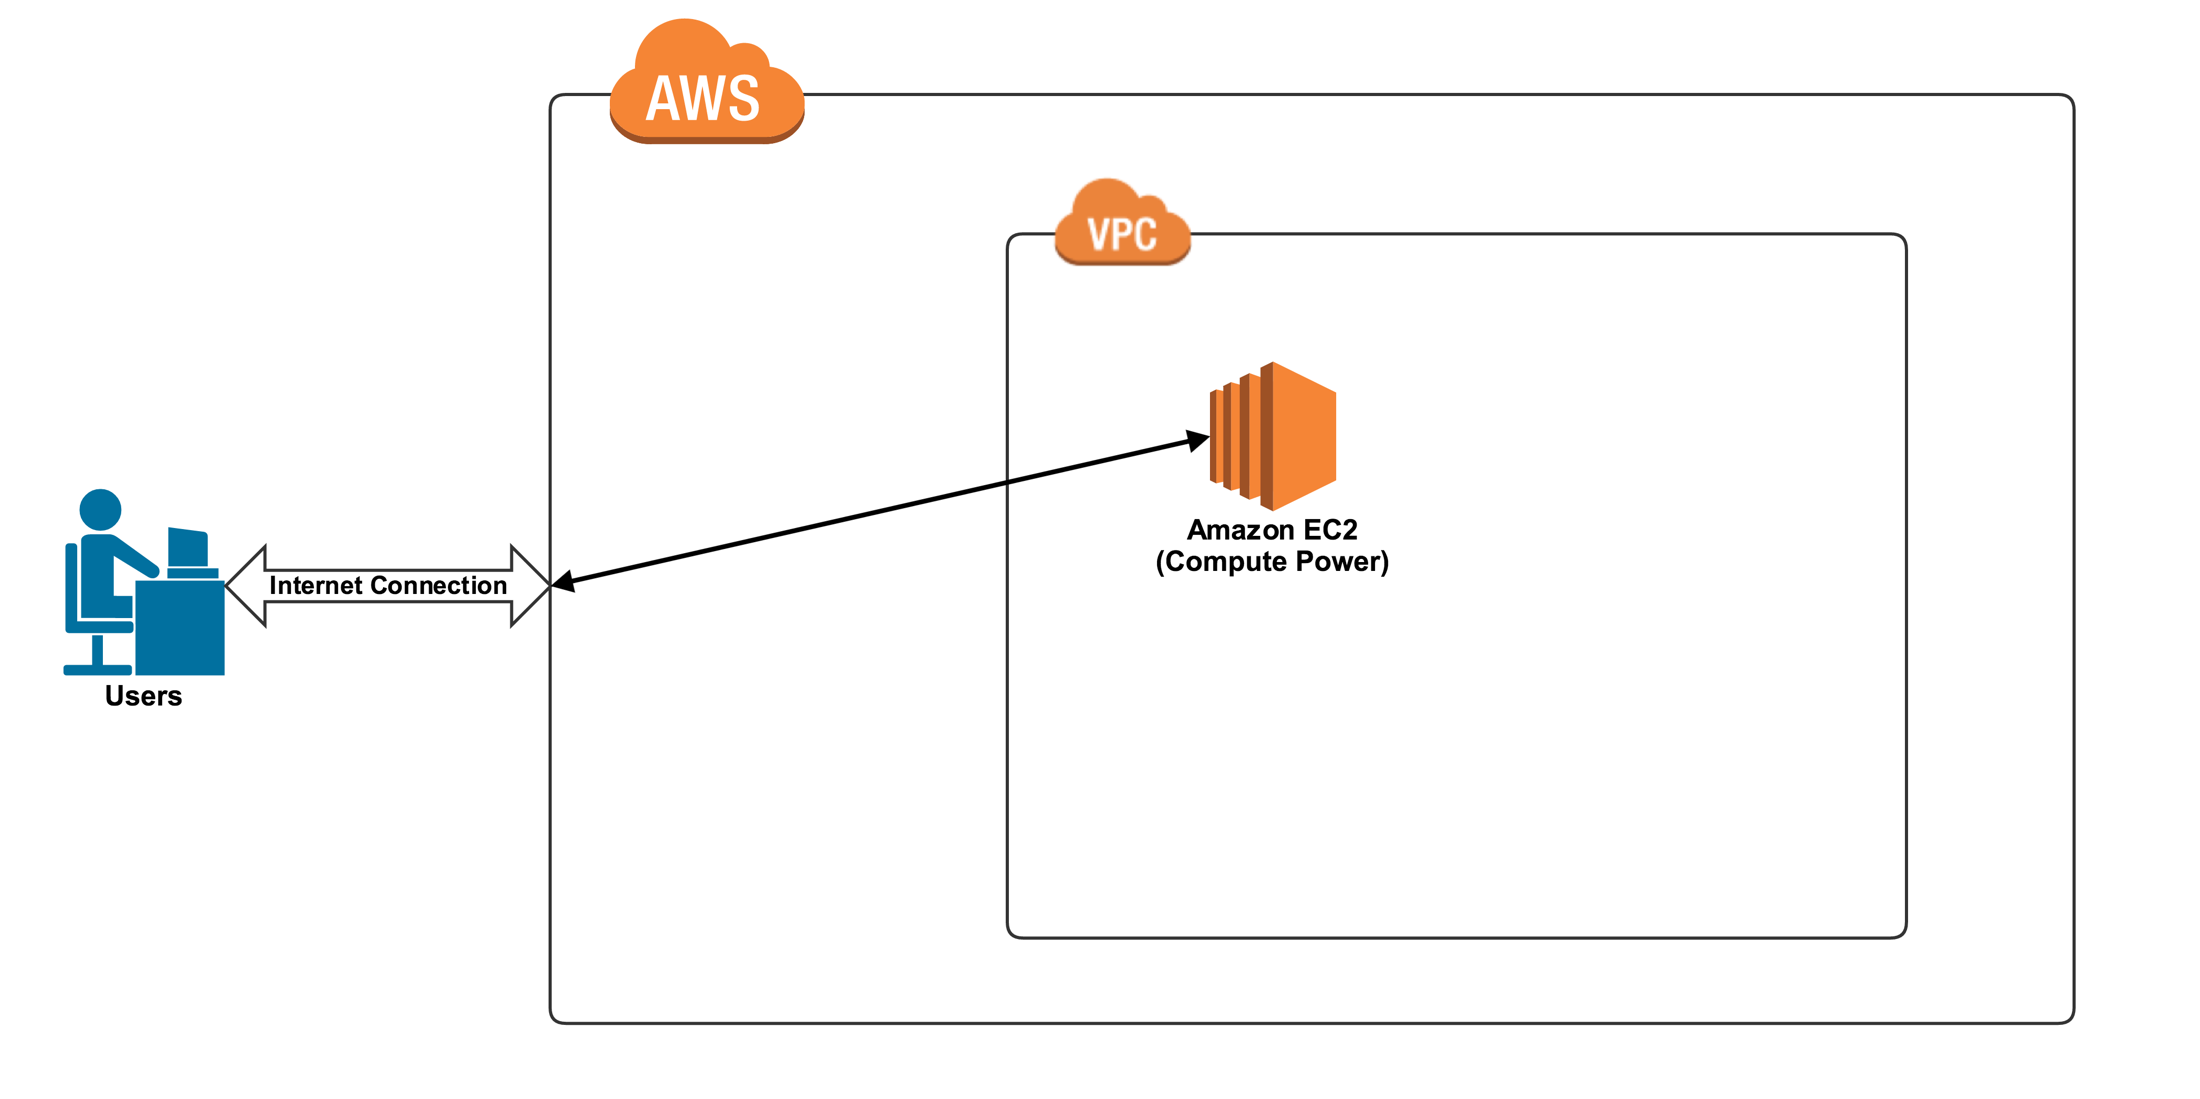 AWS
VPC
Amazon EC2
(Compute Power)
Internet Connection
Users